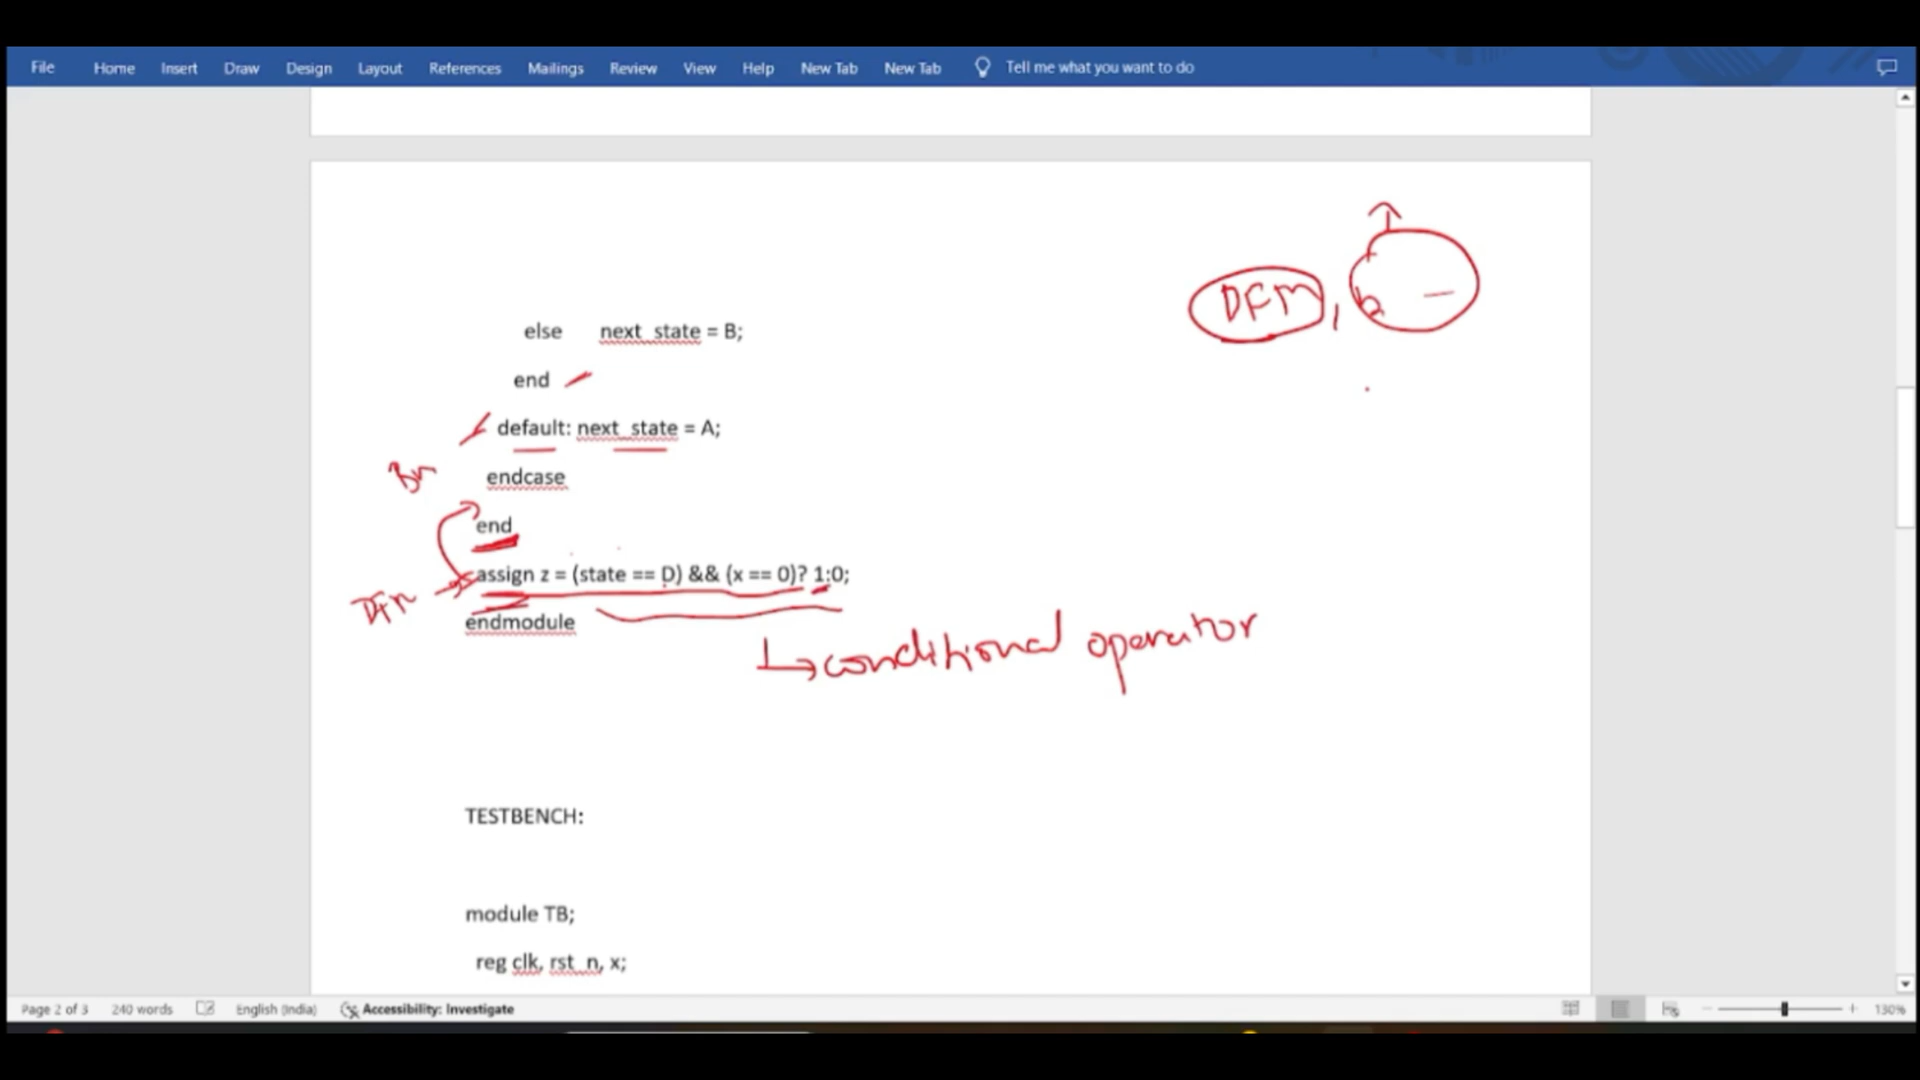 File Home Insert Draw Design Layout References Mailings Review View Help New Tab New Tab Tell me what you want to do
DFM,
else next_state = B;
end
default: next_state = A;
endcase
end
assign z = (state == D) && (x == 0)? 1:0;
endmodule
conditional operator
TESTBENCH:
module TB;
reg clk, rst_n, x;
Page 2 of 3 240 words English (India) Accessibility: Investigate 130%